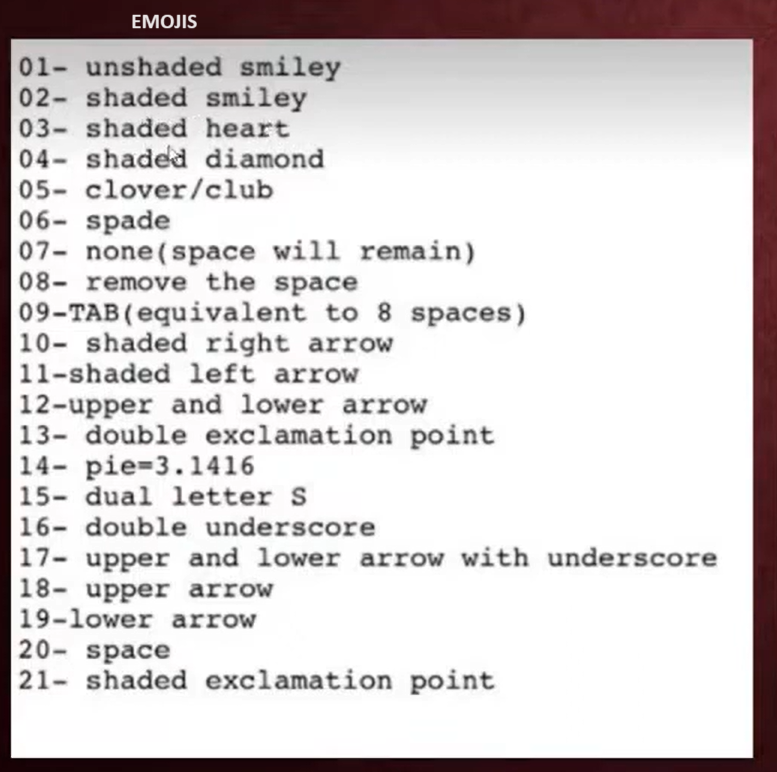 EMOJIS
01- unshaded smiley
02- shaded smiley
03- shaded heart
04- shaded diamond
05- clover/club
06- spade
07- none(space will remain)
08- remove the space
09-TAB(equivalent to 8 spaces)
10- shaded right arrow
11-shaded left arrow
12-upper and lower arrow
13- double exclamation point
14- pie=3.1416
15- dual letter S
16- double underscore
17- upper and lower arrow with underscore
18- upper arrow
19-lower arrow
20- space
21- shaded exclamation point